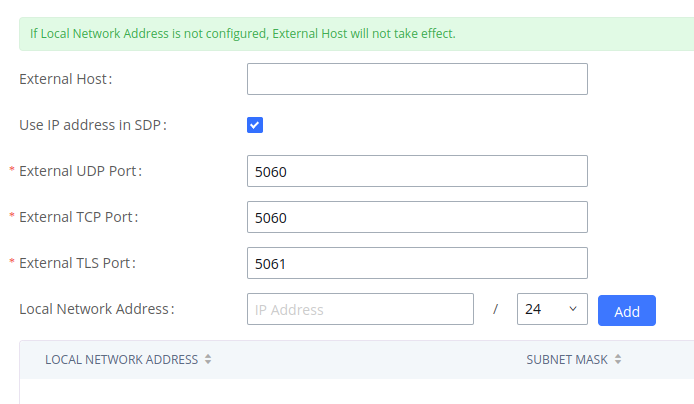 If Local Network Address is not configured, External Host will not take effect.
External Host:
Use IP address in SDP:
* External UDP Port: 5060
* External TCP Port: 5060
* External TLS Port: 5061
Local Network Address: IP Address / 24 Add
LOCAL NETWORK ADDRESS SUBNET MASK